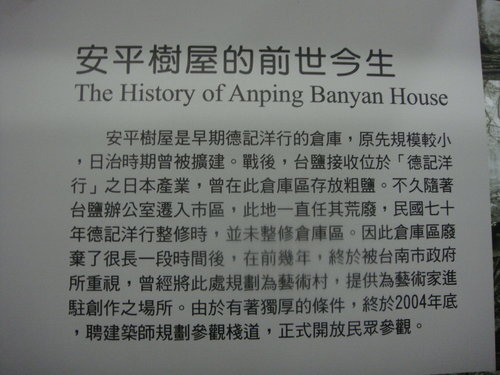 安平樹屋的前世今生
The History of Anping Banyan House
安平樹屋是早期德記洋行的倉庫，原先規模較小
，日治時期曾被擴建。戰後，台鹽接收位於「德記洋
行」之日本產業，曾在此倉庫區存放粗鹽。不久隨著
台鹽辦公室遷入市區，此地一直任其荒廢，民國七十
年德記洋行整修時，並未整修倉庫區。因此倉庫區廢
棄了很長一段時間後，在前幾年，終於被台南市政府
所重視，曾經將此處規劃為藝術村，提供為藝術家進
駐創作之場所。由於有著獨厚的條件，終於2004年底
，聘建築師規劃參觀棧道，正式開放民眾參觀。